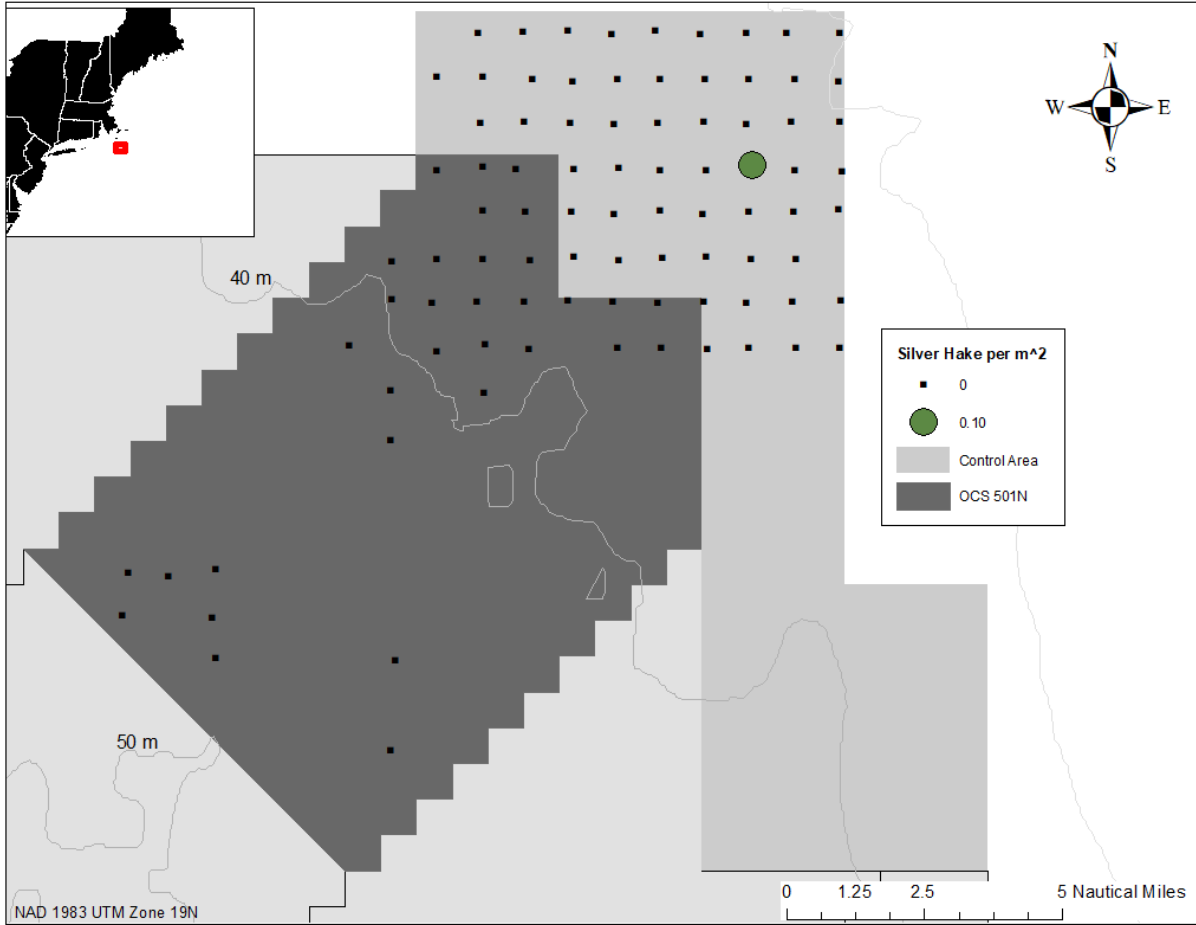 N
W E
S
40 m
Silver Hake per m^2
0
0.10
Control Area
OCS 501N
50 m
0 1.25 2.5 5 Nautical Miles
NAD 1983 UTM Zone 19N